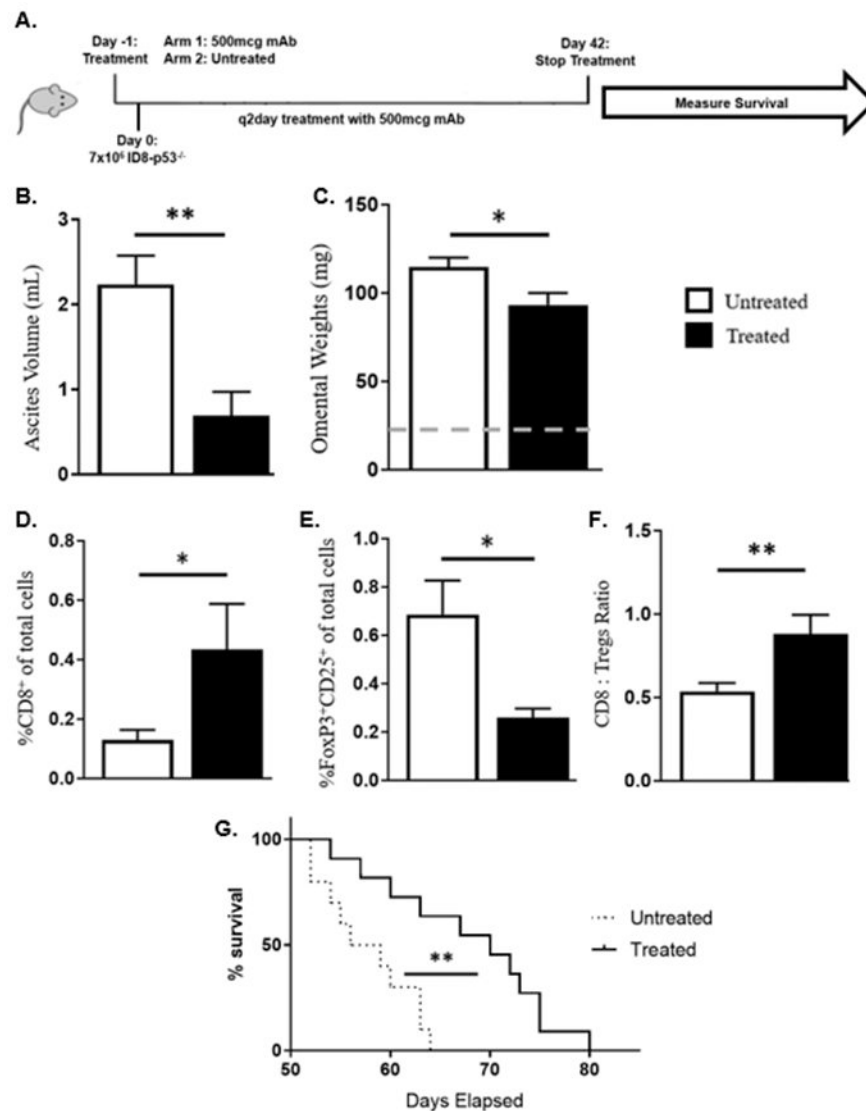 A.
Day -1:
Treatment
Arm 1: 500mcg mAb
Arm 2: Untreated
Day 42:
Stop Treatment
Measure Survival
q2day treatment with 500mcg mAb
Day 0:
7x10⁶ ID8-p53⁻/⁻
B.
Ascites Volume (mL)
3
2
1
0
**
C.
Omental Weights (mg)
150
100
50
0
*
Untreated
Treated
D.
%CD8⁺ of total cells
0.8
0.6
0.4
0.2
0.0
*
E.
%FoxP3⁺CD25⁺ of total cells
1.0
0.8
0.6
0.4
0.2
0.0
*
F.
CD8 : Tregs Ratio
1.5
1.0
0.5
0.0
**
G.
% survival
100
50
0
**
Untreated
Treated
50
60
70
80
Days Elapsed